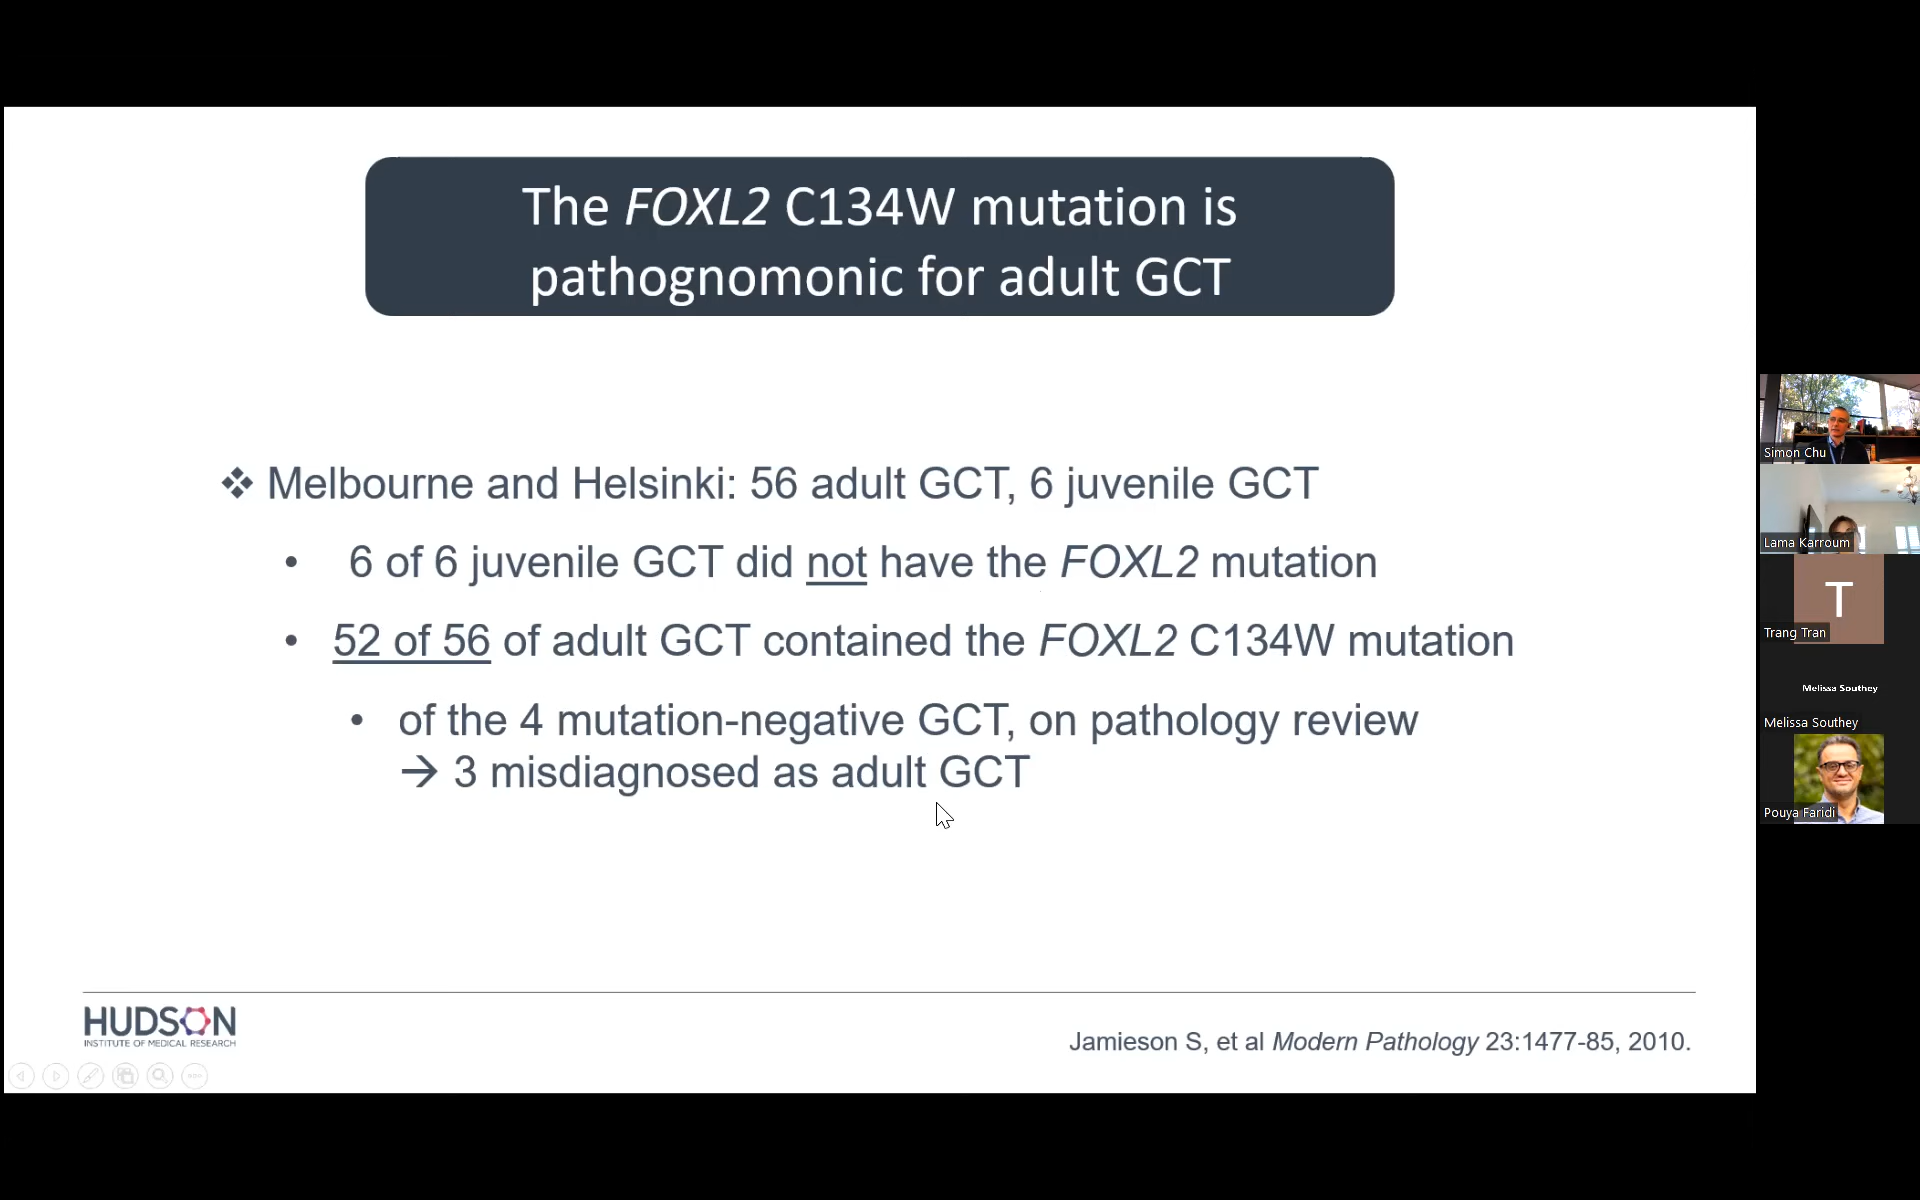 The FOXL2 C134W mutation is
pathognomonic for adult GCT
❖ Melbourne and Helsinki: 56 adult GCT, 6 juvenile GCT
• 6 of 6 juvenile GCT did not have the FOXL2 mutation
• 52 of 56 of adult GCT contained the FOXL2 C134W mutation
• of the 4 mutation-negative GCT, on pathology review
→ 3 misdiagnosed as adult GCT
HUDSON
INSTITUTE OF MEDICAL RESEARCH
Jamieson S, et al Modern Pathology 23:1477-85, 2010.
Simon Chu
Lama Karroum
T
Trang Tran
Melissa Southey
Melissa Southey
Pouya Faridi